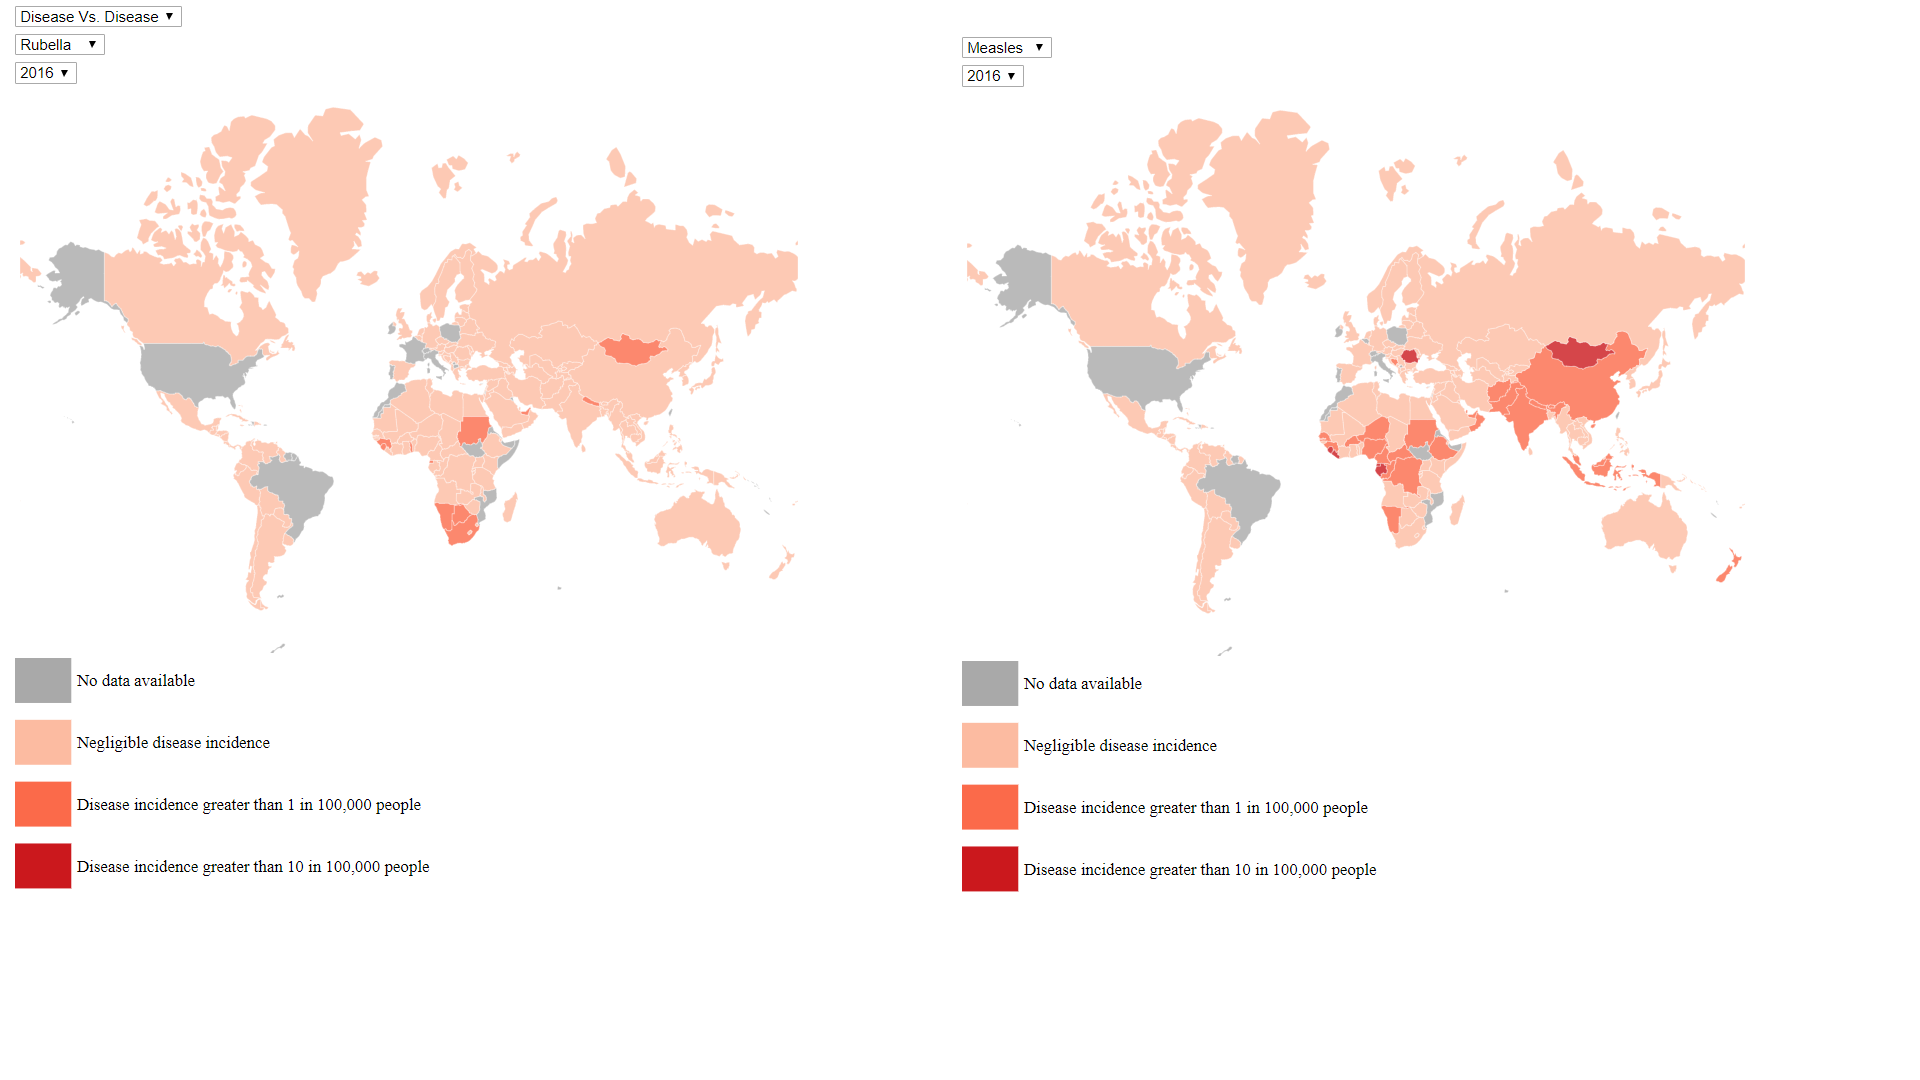 Disease Vs. Disease
Rubella
2016
Measles
2016
No data available
Negligible disease incidence
Disease incidence greater than 1 in 100,000 people
Disease incidence greater than 10 in 100,000 people
No data available
Negligible disease incidence
Disease incidence greater than 1 in 100,000 people
Disease incidence greater than 10 in 100,000 people